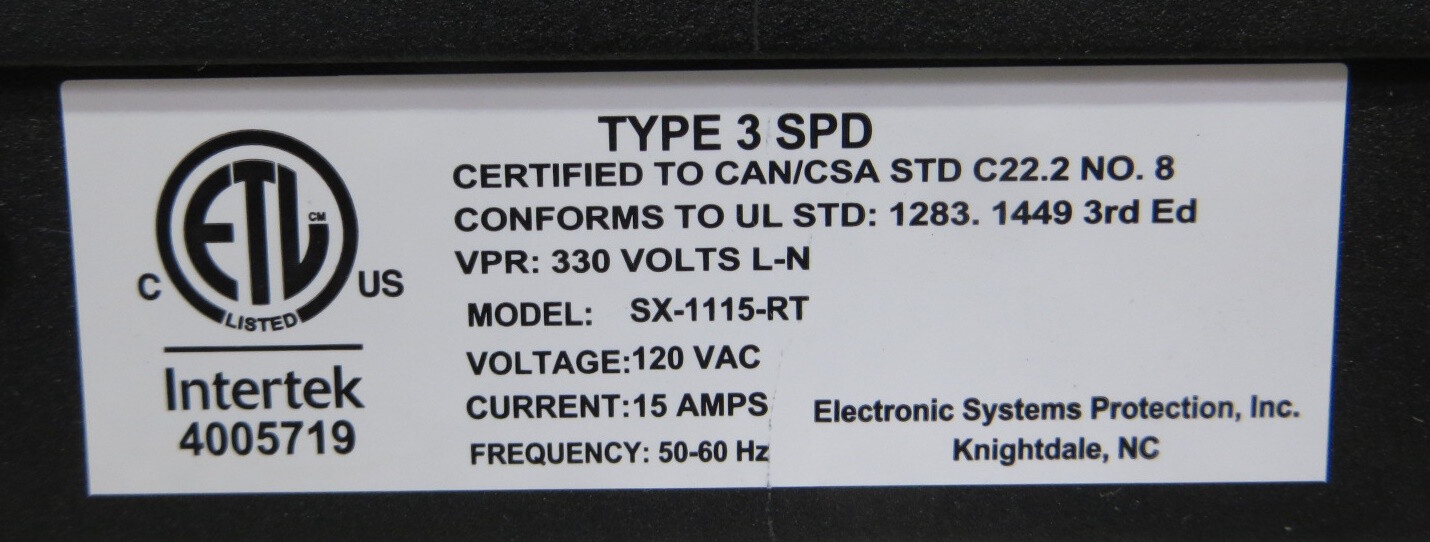 ETL CM
C US
LISTED
Intertek
4005719
TYPE 3 SPD
CERTIFIED TO CAN/CSA STD C22.2 NO. 8
CONFORMS TO UL STD: 1283. 1449 3rd Ed
VPR: 330 VOLTS L-N
MODEL: SX-1115-RT
VOLTAGE:120 VAC
CURRENT:15 AMPS
FREQUENCY: 50-60 Hz
Electronic Systems Protection, Inc.
Knightdale, NC